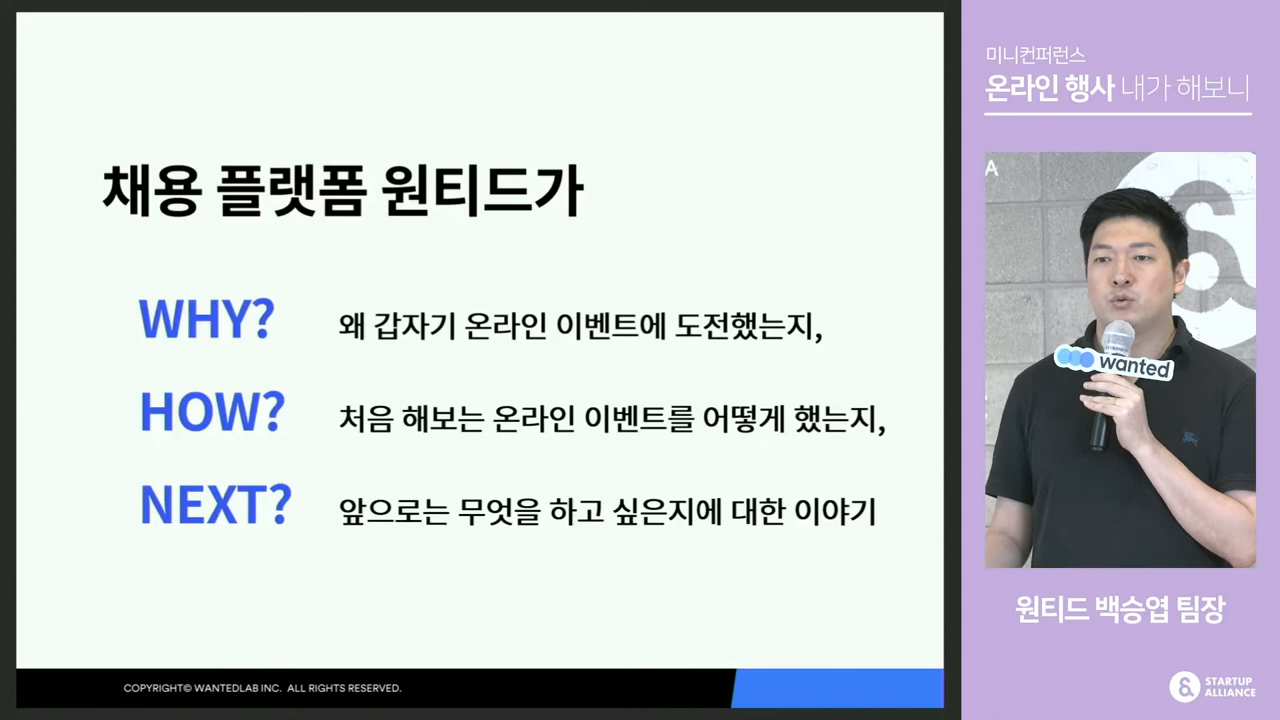 채용 플랫폼 원티드가
WHY? 왜 갑자기 온라인 이벤트에 도전했는지,
HOW? 처음 해보는 온라인 이벤트를 어떻게 했는지,
NEXT? 앞으로는 무엇을 하고 싶은지에 대한 이야기
COPYRIGHT© WANTEDLAB INC. ALL RIGHTS RESERVED.
미니컨퍼런스
온라인 행사 내가 해보니
A
wanted
원티드 백승엽 팀장
STARTUP
ALLIANCE